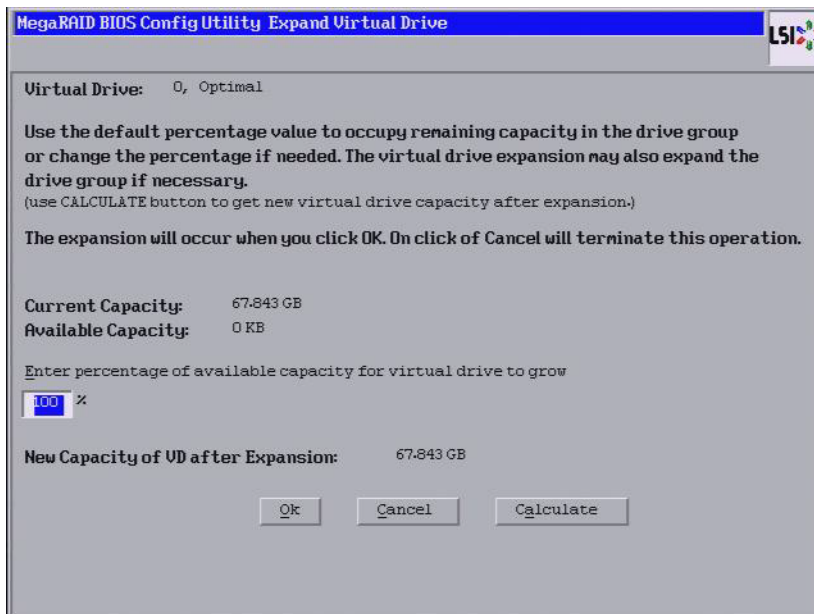 MegaRAID BIOS Config Utility Expand Virtual Drive
LSI
Virtual Drive: 0, Optimal
Use the default percentage value to occupy remaining capacity in the drive group
or change the percentage if needed. The virtual drive expansion may also expand the
drive group if necessary.
(use CALCULATE button to get new virtual drive capacity after expansion.)
The expansion will occur when you click OK. On click of Cancel will terminate this operation.
Current Capacity: 67.843 GB
Available Capacity: 0 KB
Enter percentage of available capacity for virtual drive to grow
100 %
New Capacity of VD after Expansion: 67.843 GB
Ok Cancel Calculate